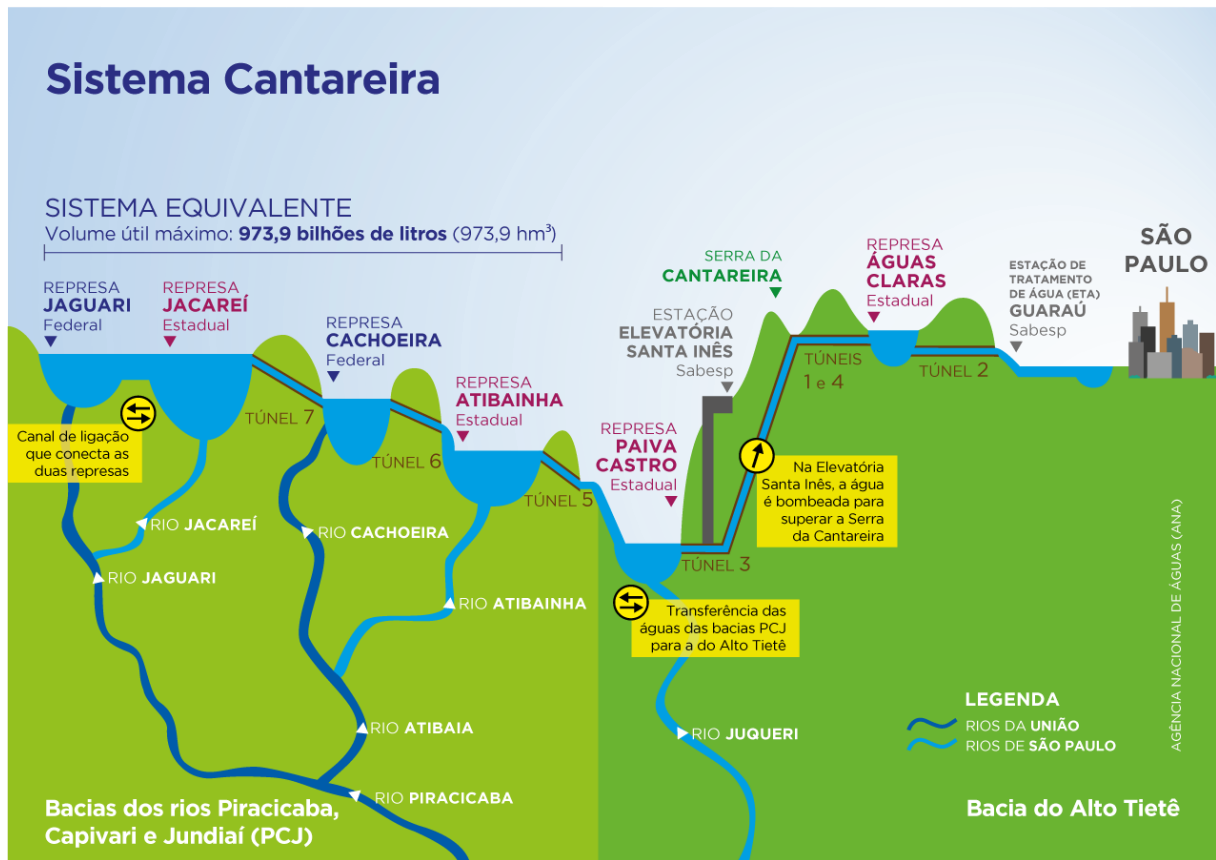 Sistema Cantareira
SISTEMA EQUIVALENTE
Volume útil máximo: 973,9 bilhões de litros (973,9 hm³)
REPRESA
JAGUARI
Federal
REPRESA
JACAREÍ
Estadual
REPRESA
CACHOEIRA
Federal
REPRESA
ATIBAINHA
Estadual
REPRESA
PAIVA
CASTRO
Estadual
ESTAÇÃO
ELEVATÓRIA
SANTA INÊS
Sabesp
SERRA DA
CANTAREIRA
REPRESA
ÁGUAS
CLARAS
Estadual
ESTAÇÃO DE
TRATAMENTO
DE ÁGUA (ETA)
GUARAÚ
Sabesp
SÃO
PAULO
TÚNEL 7
TÚNEL 6
TÚNEL 5
TÚNEL 3
TÚNEIS
1 e 4
TÚNEL 2
Canal de ligação
que conecta as
duas represas
Na Elevatória
Santa Inês, a água
é bombeada para
superar a Serra
da Cantareira
Transferência das
águas das bacias PCJ
para a do Alto Tietê
RIO JACAREÍ
RIO JAGUARI
RIO CACHOEIRA
RIO ATIBAINHA
RIO ATIBAIA
RIO PIRACICABA
RIO JUQUERI
LEGENDA
RIOS DA UNIÃO
RIOS DE SÃO PAULO
AGÊNCIA NACIONAL DE ÁGUAS (ANA)
Bacias dos rios Piracicaba,
Capivari e Jundiaí (PCJ)
Bacia do Alto Tietê